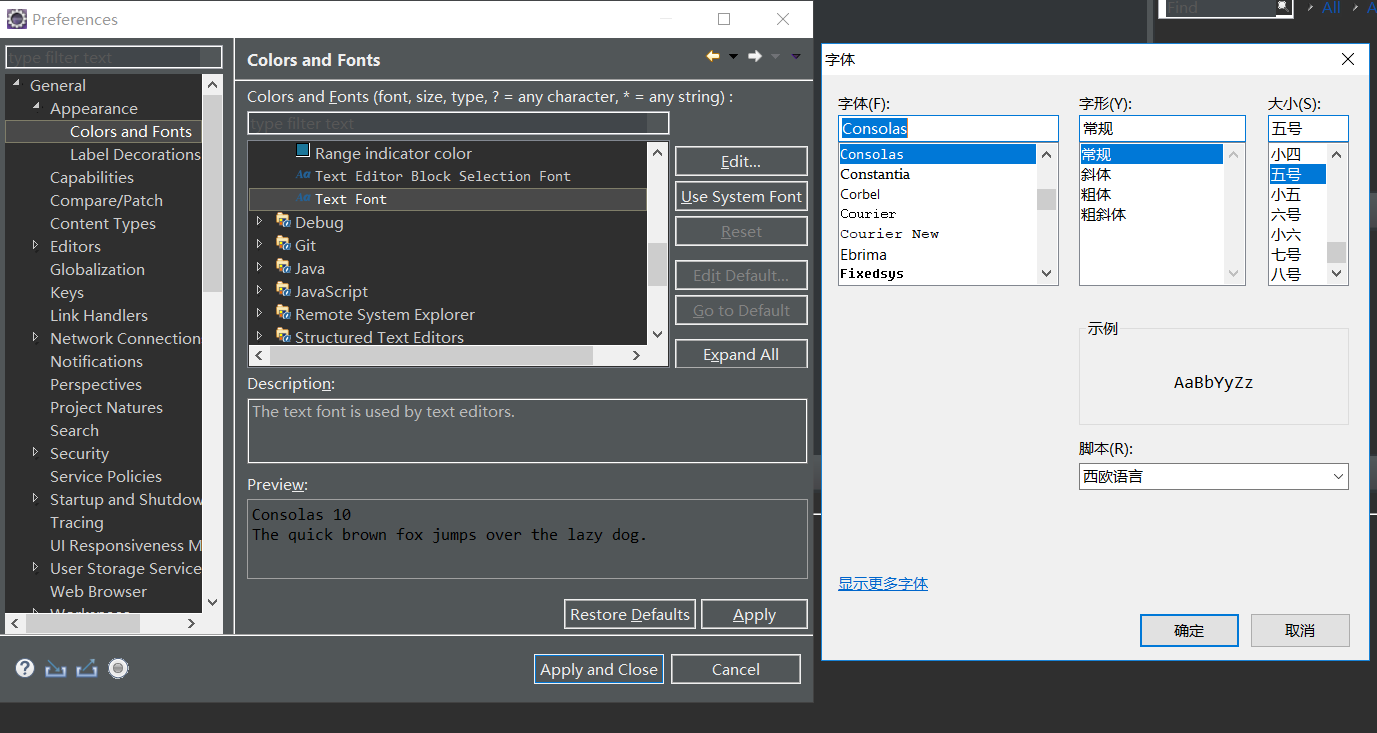 Preferences
type filter text
General
Appearance
Colors and Fonts
Label Decorations
Capabilities
Compare/Patch
Content Types
Editors
Globalization
Keys
Link Handlers
Network Connection
Notifications
Perspectives
Project Natures
Search
Security
Service Policies
Startup and Shutdow
Tracing
UI Responsiveness M
User Storage Service
Web Browser
Workspace
Colors and Fonts
Colors and Fonts (font, size, type, ? = any character, * = any string) :
type filter text
Range indicator color
Aa Text Editor Block Selection Font
Aa Text Font
Debug
Git
Java
JavaScript
Remote System Explorer
Structured Text Editors
Edit...
Use System Font
Reset
Edit Default...
Go to Default
Expand All
Description:
The text font is used by text editors.
Preview:
Consolas 10
The quick brown fox jumps over the lazy dog.
Restore Defaults
Apply
Apply and Close
Cancel
Find
All
A
字体
字体(F):
Consolas
Consolas
Constantia
Corbel
Courier
Courier New
Ebrima
Fixedsys
字形(Y):
常规
常规
斜体
粗体
粗斜体
大小(S):
五号
小四
五号
小五
六号
小六
七号
八号
示例
AaBbYyZz
脚本(R):
西欧语言
显示更多字体
确定
取消